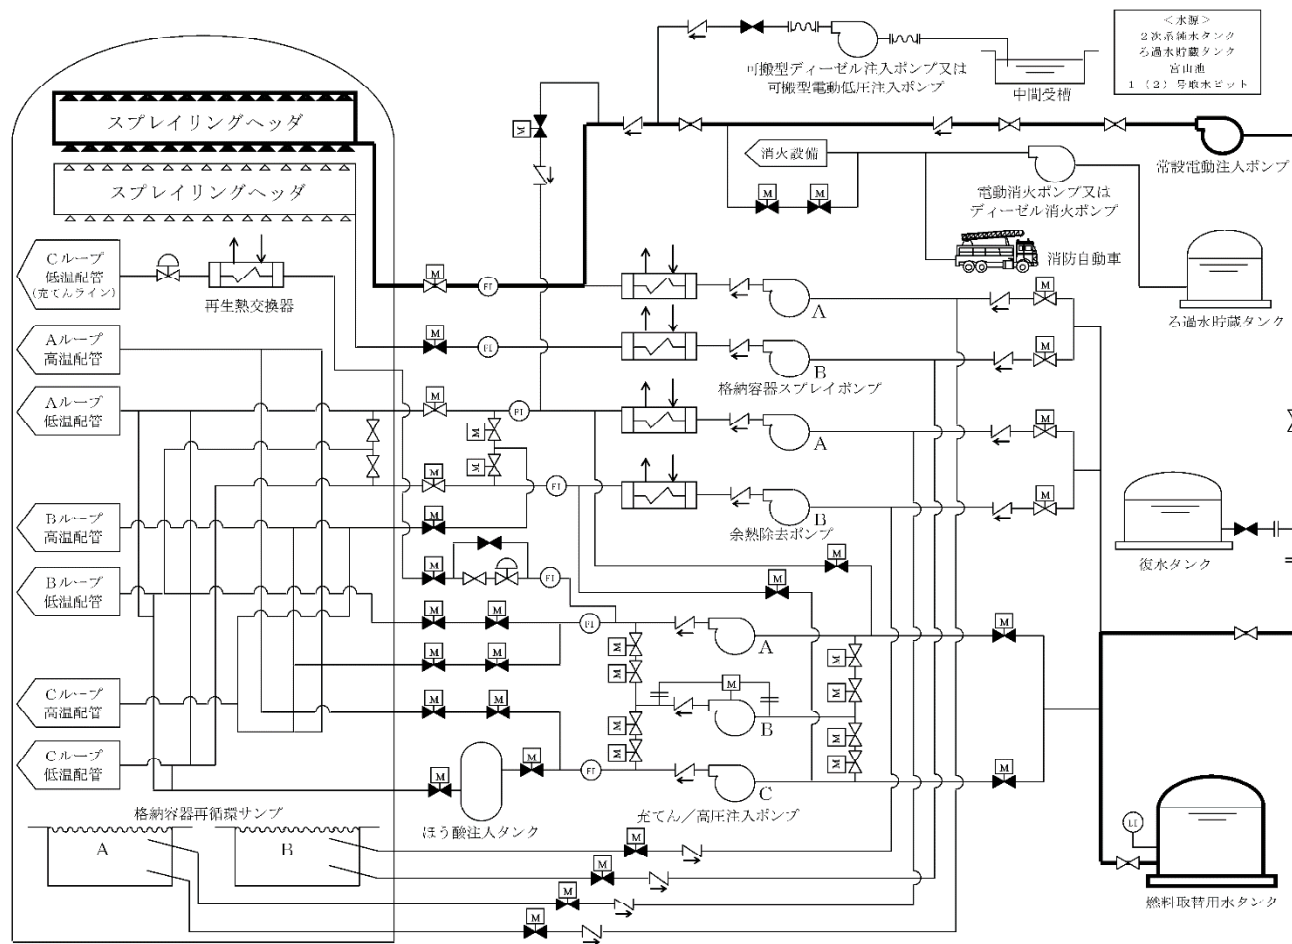 ＜水源＞
２次系純水タンク
ろ過水貯蔵タンク
宮山池
１（２）号取水ピット
可搬型ディーゼル注入ポンプ又は
可搬型電動低圧注入ポンプ
中間受槽
スプレイリングヘッダ
スプレイリングヘッダ
M
消火設備
常設電動注入ポンプ
M
M
電動消火ポンプ又は
ディーゼル消火ポンプ
消防自動車
ろ過水貯蔵タンク
Cループ
低温配管
(充てんライン)
再生熱交換器
M
FI
A
M
Aループ
高温配管
M
FI
B
M
格納容器スプレイポンプ
Aループ
低温配管
M
FI
M
A
M
M
M
FI
B
M
余熱除去ポンプ
Bループ
高温配管
M
復水タンク
M
FI
M
M
Bループ
低温配管
M
M
FI
A
M
M
M
M
M
M
M
M
M
B
Cループ
高温配管
M
M
M
M
M
M
Cループ
低温配管
M
M
FI
C
M
ほう酸注入タンク
充てん／高圧注入ポンプ
格納容器再循環サンプ
A
B
M
M
M
M
LI
燃料取替用水タンク